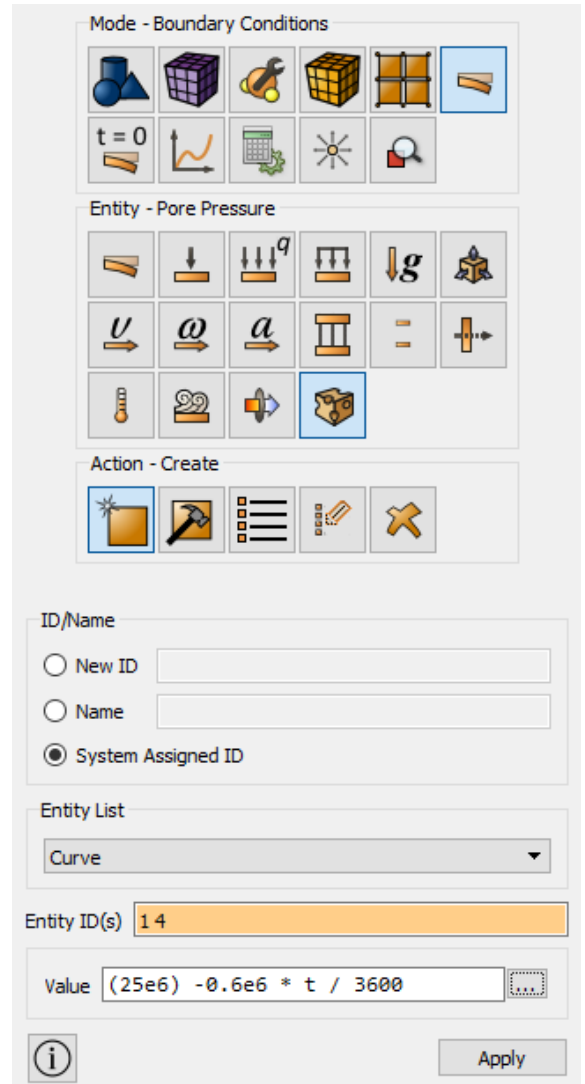 Mode - Boundary Conditions
t = 0
Entity - Pore Pressure
q
g
υ
ω
a
Action - Create
ID/Name
New ID
Name
System Assigned ID
Entity List
Curve
Entity ID(s) 1 4
Value (25e6) -0.6e6 * t / 3600 ...
i Apply